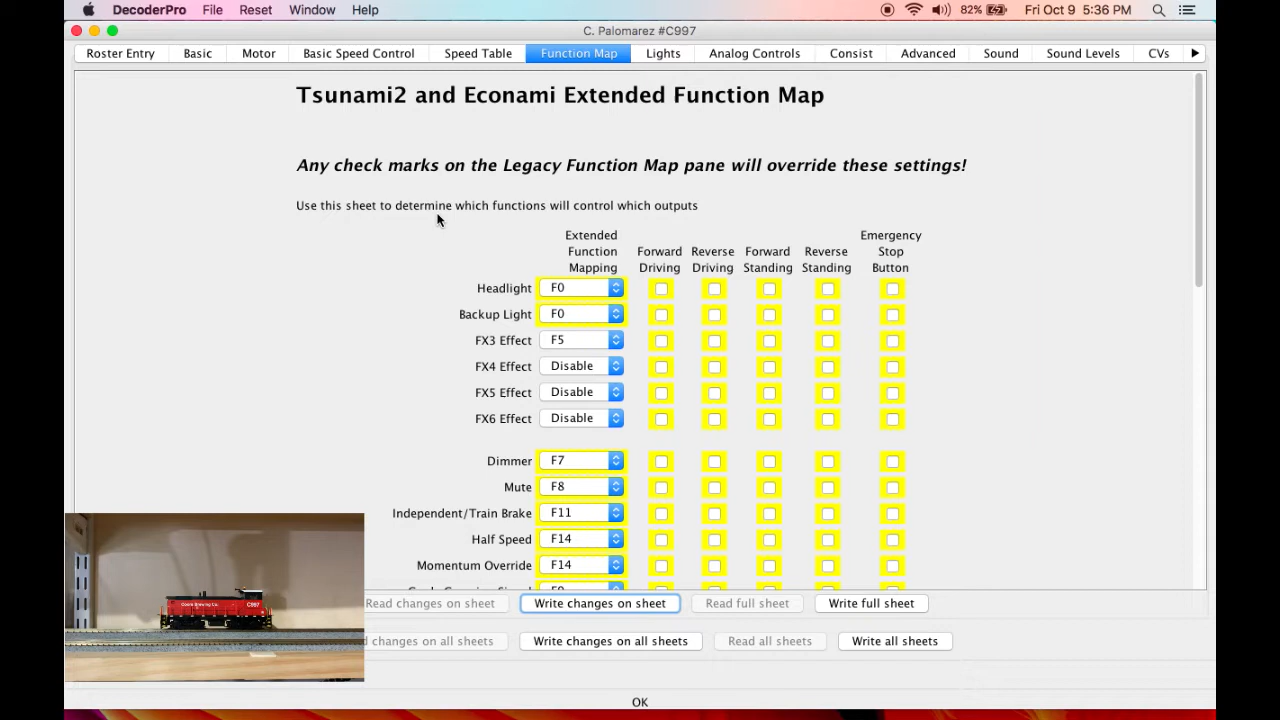 DecoderPro File Reset Window Help 82% Fri Oct 9 5:36 PM
C. Palomarez #C997
Roster Entry Basic Motor Basic Speed Control Speed Table Function Map Lights Analog Controls Consist Advanced Sound Sound Levels CVs
Tsunami2 and Econami Extended Function Map
Any check marks on the Legacy Function Map pane will override these settings!
Use this sheet to determine which functions will control which outputs
Extended Function Mapping Forward Driving Reverse Driving Forward Standing Reverse Standing Emergency Stop Button
Headlight F0
Backup Light F0
FX3 Effect F5
FX4 Effect Disable
FX5 Effect Disable
FX6 Effect Disable
Dimmer F7
Mute F8
Independent/Train Brake F11
Half Speed F14
Momentum Override F14
F9
Coors Brewing Co. C997
Read changes on sheet Write changes on sheet Read full sheet Write full sheet
changes on all sheets Write changes on all sheets Read all sheets Write all sheets
OK